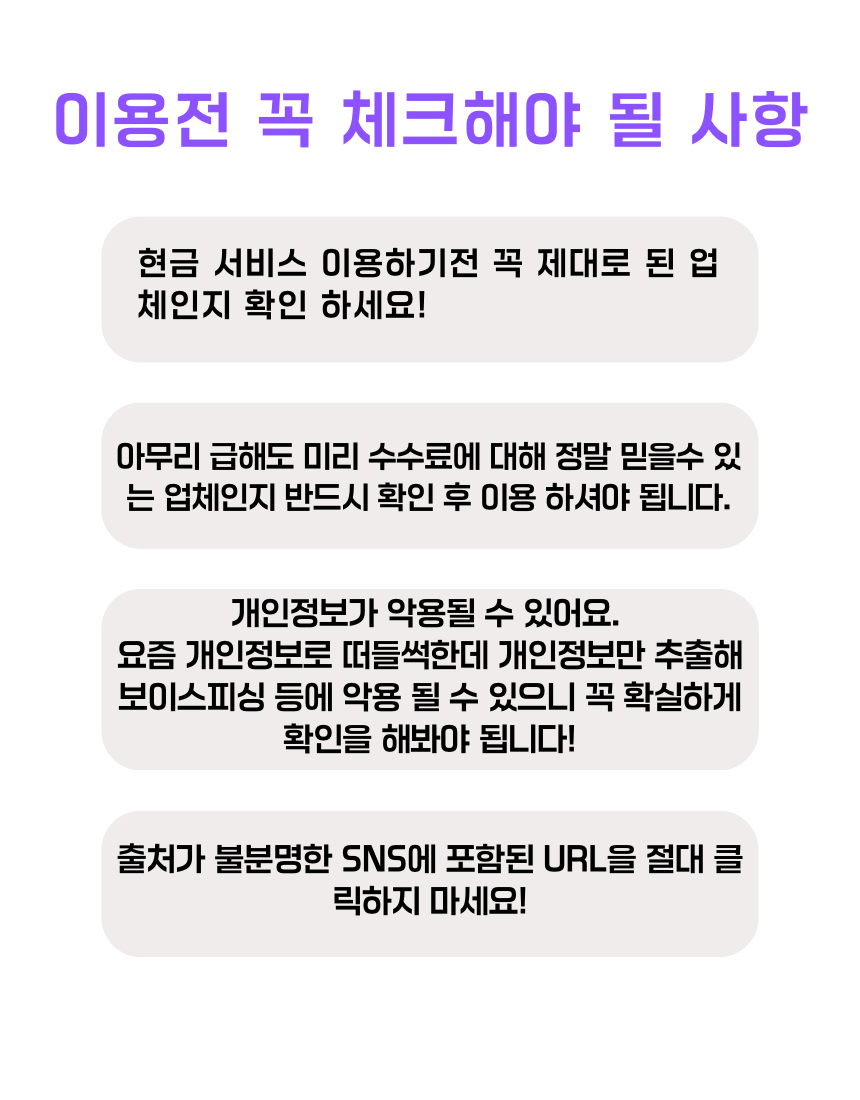 이용전 꼭 체크해야 될 사항
현금 서비스 이용하기전 꼭 제대로 된 업
체인지 확인 하세요!
아무리 급해도 미리 수수료에 대해 정말 믿을수 있
는 업체인지 반드시 확인 후 이용 하셔야 됩니다.
개인정보가 악용될 수 있어요.
요즘 개인정보로 떠들썩한데 개인정보만 추출해
보이스피싱 등에 악용 될 수 있으니 꼭 확실하게
확인을 해봐야 됩니다!
출처가 불분명한 SNS에 포함된 URL을 절대 클
릭하지 마세요!